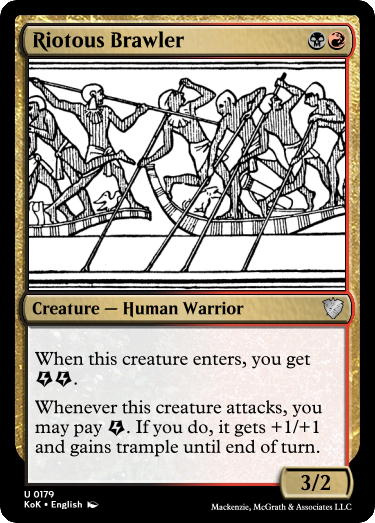 Riotous Brawler
Creature — Human Warrior
When this creature enters, you get
.
Whenever this creature attacks, you
may pay . If you do, it gets +1/+1
and gains trample until end of turn.
3/2
U 0179
KoK • English
Mackenzie, McGrath & Associates LLC